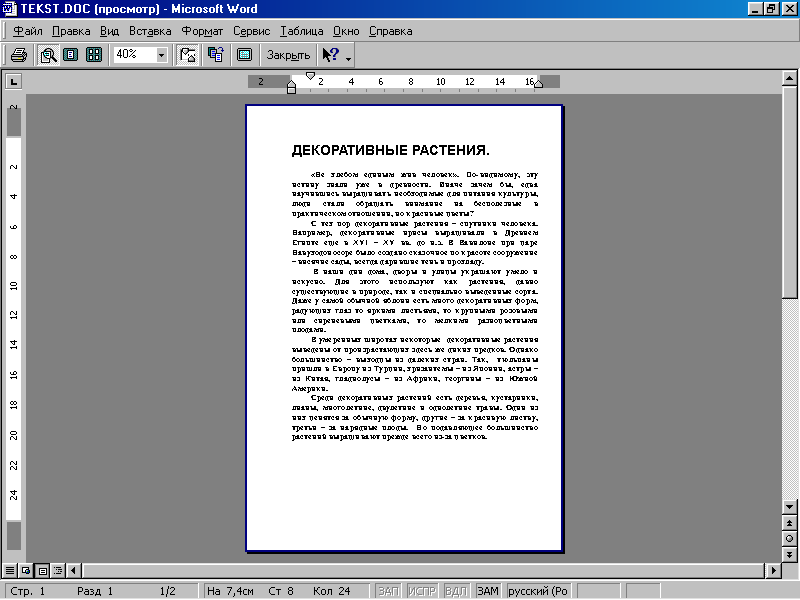 TEKST.DOC (просмотр) - Microsoft Word
Файл Правка Вид Вставка Формат Сервис Таблица Окно Справка
40% Закрыть
2 2 4 6 8 10 12 14 16
2
2
4
6
8
10
12
14
16
18
20
22
24
ДЕКОРАТИВНЫЕ РАСТЕНИЯ.
«Не хлебом единым жив человек». По-видимому, эту
истину знали уже в древности. Иначе зачем бы, едва
научившись выращивать необходимые для питания культуры,
люди стали обращать внимание на бесполезные в
практическом отношении, но красивые цветы?
С тех пор декоративные растения – спутники человека.
Например, декоративные ирисы выращивали в Древнем
Египте еще в XVI – XV вв. до н.э. В Вавилоне при царе
Навуходоносоре было создано сказочное по красоте сооружение
– висячие сады, всегда дарившие тень и прохладу.
В наши дни дома, дворы и улицы украшают умело и
искусно. Для этого используют как растения, давно
существующие в природе, так и специально выведенные сорта.
Даже у самой обычной яблони есть много декоративных форм,
радующих глаз то яркими листьями, то крупными розовыми
или сиреневыми цветками, то мелкими разноцветными
плодами.
В умеренных широтах некоторые декоративные растения
выведены от произрастающих здесь же диких предков. Однако
большинство – выходцы из далеких стран. Так, тюльпаны
пришли в Европу из Турции, хризантемы – из Японии, астры –
из Китая, гладиолусы – из Африки, георгины – из Южной
Америки.
Среди декоративных растений есть деревья, кустарники,
лианы, многолетние, двулетние и однолетние травы. Одни из
них ценятся за обычную форму, другие – за красивую листву,
третьи – за нарядные плоды. Но подавляющее большинство
растений выращивают прежде всего из-за цветков.
Стр. 1 Разд 1 1/2 На 7,4см Ст 8 Кол 24 ЗАП ИСПР ВДЛ ЗАМ русский (Ро